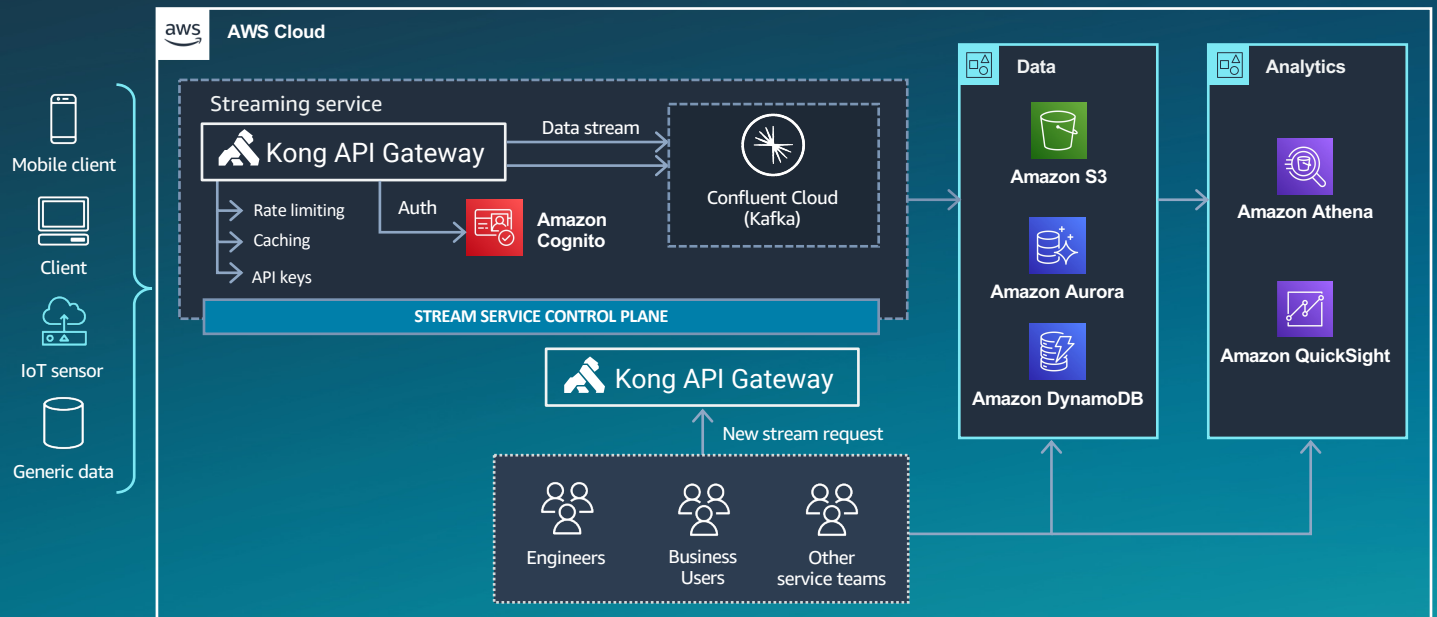 aws
AWS Cloud
Mobile client
Client
IoT sensor
Generic data
Streaming service
Kong API Gateway
Data stream
Rate limiting
Caching
API keys
Auth
Amazon
Cognito
Confluent Cloud
(Kafka)
STREAM SERVICE CONTROL PLANE
Kong API Gateway
New stream request
Engineers
Business
Users
Other
service teams
Data
Amazon S3
Amazon Aurora
Amazon DynamoDB
Analytics
Amazon Athena
Amazon QuickSight